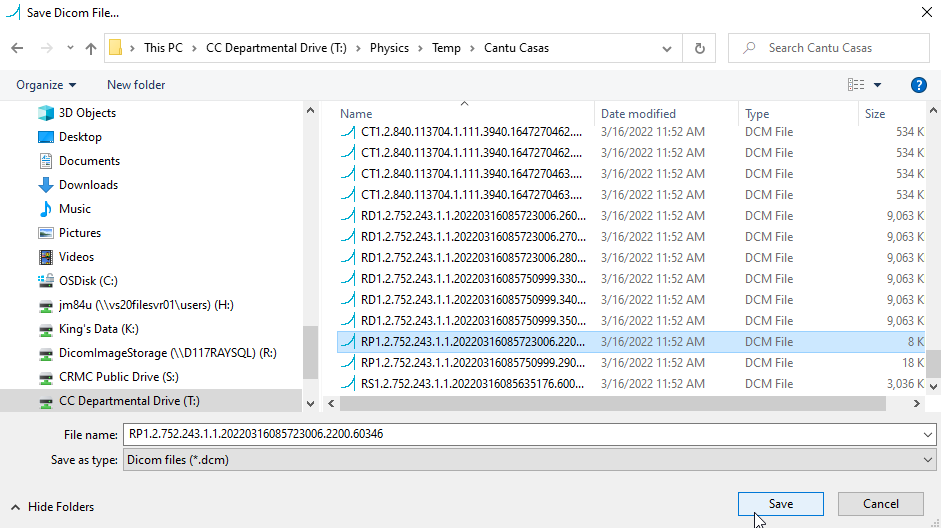 Save Dicom File...
This PC > CC Departmental Drive (T:) > Physics > Temp > Cantu Casas
Search Cantu Casas
Organize
New folder
?
3D Objects
Desktop
Documents
Downloads
Music
Pictures
Videos
OSDisk (C:)
jm84u (\\vs20filesvr01\users) (H:)
King's Data (K:)
DicomImageStorage (\\D117RAYSQL) (R:)
CRMC Public Drive (S:)
CC Departmental Drive (T:)
Name Date modified Type Size
CT1.2.840.113704.1.111.3940.1647270462.... 3/16/2022 11:52 AM DCM File 534 K
CT1.2.840.113704.1.111.3940.1647270462.... 3/16/2022 11:52 AM DCM File 534 K
CT1.2.840.113704.1.111.3940.1647270463.... 3/16/2022 11:52 AM DCM File 534 K
CT1.2.840.113704.1.111.3940.1647270463.... 3/16/2022 11:52 AM DCM File 534 K
RD1.2.752.243.1.1.20220316085723006.260... 3/16/2022 11:52 AM DCM File 9,063 K
RD1.2.752.243.1.1.20220316085723006.270... 3/16/2022 11:52 AM DCM File 9,063 K
RD1.2.752.243.1.1.20220316085723006.280... 3/16/2022 11:52 AM DCM File 9,063 K
RD1.2.752.243.1.1.20220316085750999.330... 3/16/2022 11:52 AM DCM File 9,063 K
RD1.2.752.243.1.1.20220316085750999.340... 3/16/2022 11:52 AM DCM File 9,063 K
RD1.2.752.243.1.1.20220316085750999.350... 3/16/2022 11:52 AM DCM File 9,063 K
RP1.2.752.243.1.1.20220316085723006.220... 3/16/2022 11:52 AM DCM File 8 K
RP1.2.752.243.1.1.20220316085750999.290... 3/16/2022 11:52 AM DCM File 18 K
RS1.2.752.243.1.1.20220316085635176.600... 3/16/2022 11:52 AM DCM File 3,036 K
File name: RP1.2.752.243.1.1.20220316085723006.2200.60346
Save as type: Dicom files (*.dcm)
Hide Folders
Save
Cancel